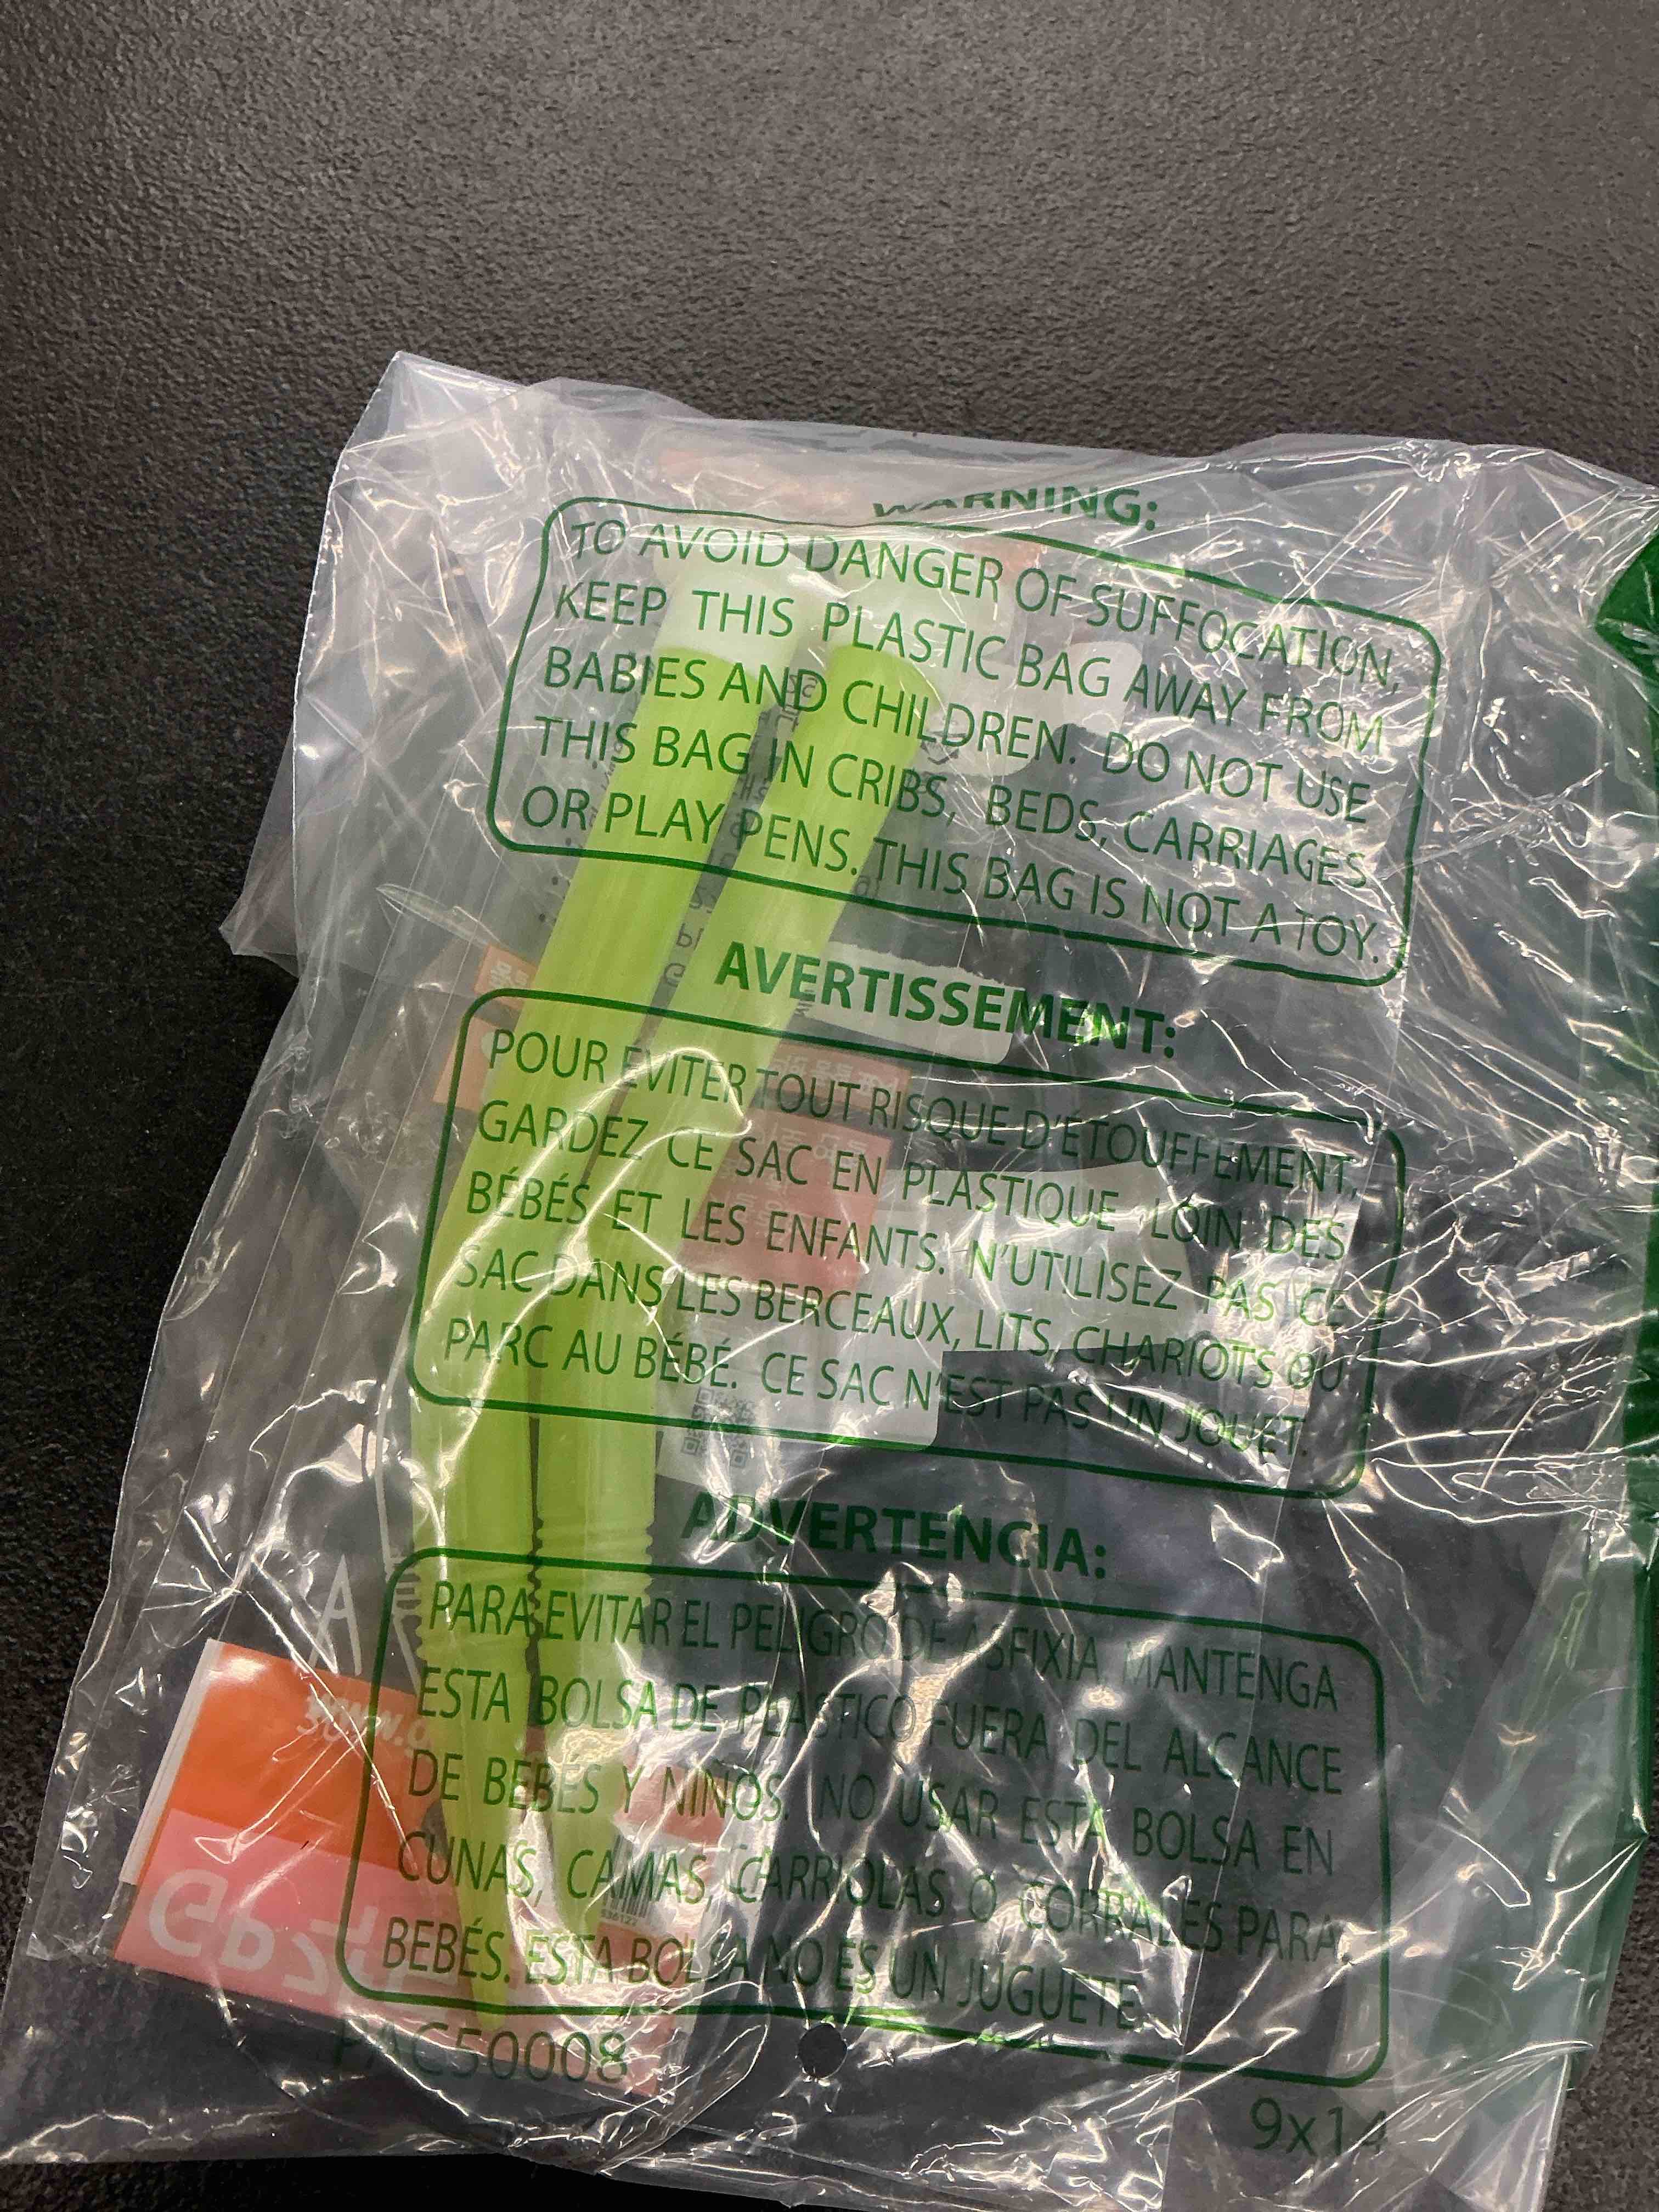 WARNING:
TO AVOID DANGER OF SUFFOCATION,
KEEP THIS PLASTIC BAG AWAY FROM
BABIES AND CHILDREN. DO NOT USE
THIS BAG IN CRIBS, BEDS, CARRIAGES
OR PLAY PENS. THIS BAG IS NOT A TOY.
AVERTISSEMENT:
POUR EVITER TOUT RISQUE D'ÉTOUFFEMENT,
GARDEZ CE SAC EN PLASTIQUE LOIN DES
BÉBÉS ET LES ENFANTS. N'UTILISEZ PAS CE
SAC DANS LES BERCEAUX, LITS, CHARIOTS OU
PARC AU BÉBÉ. CE SAC N'EST PAS UN JOUET.
ADVERTENCIA:
PARA EVITAR EL PELIGRO DE ASFIXIA MANTENGA
ESTA BOLSA DE PLASTICO FUERA DEL ALCANCE
DE BEBÉS Y NIÑOS. NO USAR ESTA BOLSA EN
CUNAS, CAMAS, CARRIOLAS O CORRALES PARA
BEBÉS. ESTA BOLSA NO ES UN JUGUETE.
PAC50008
9x14